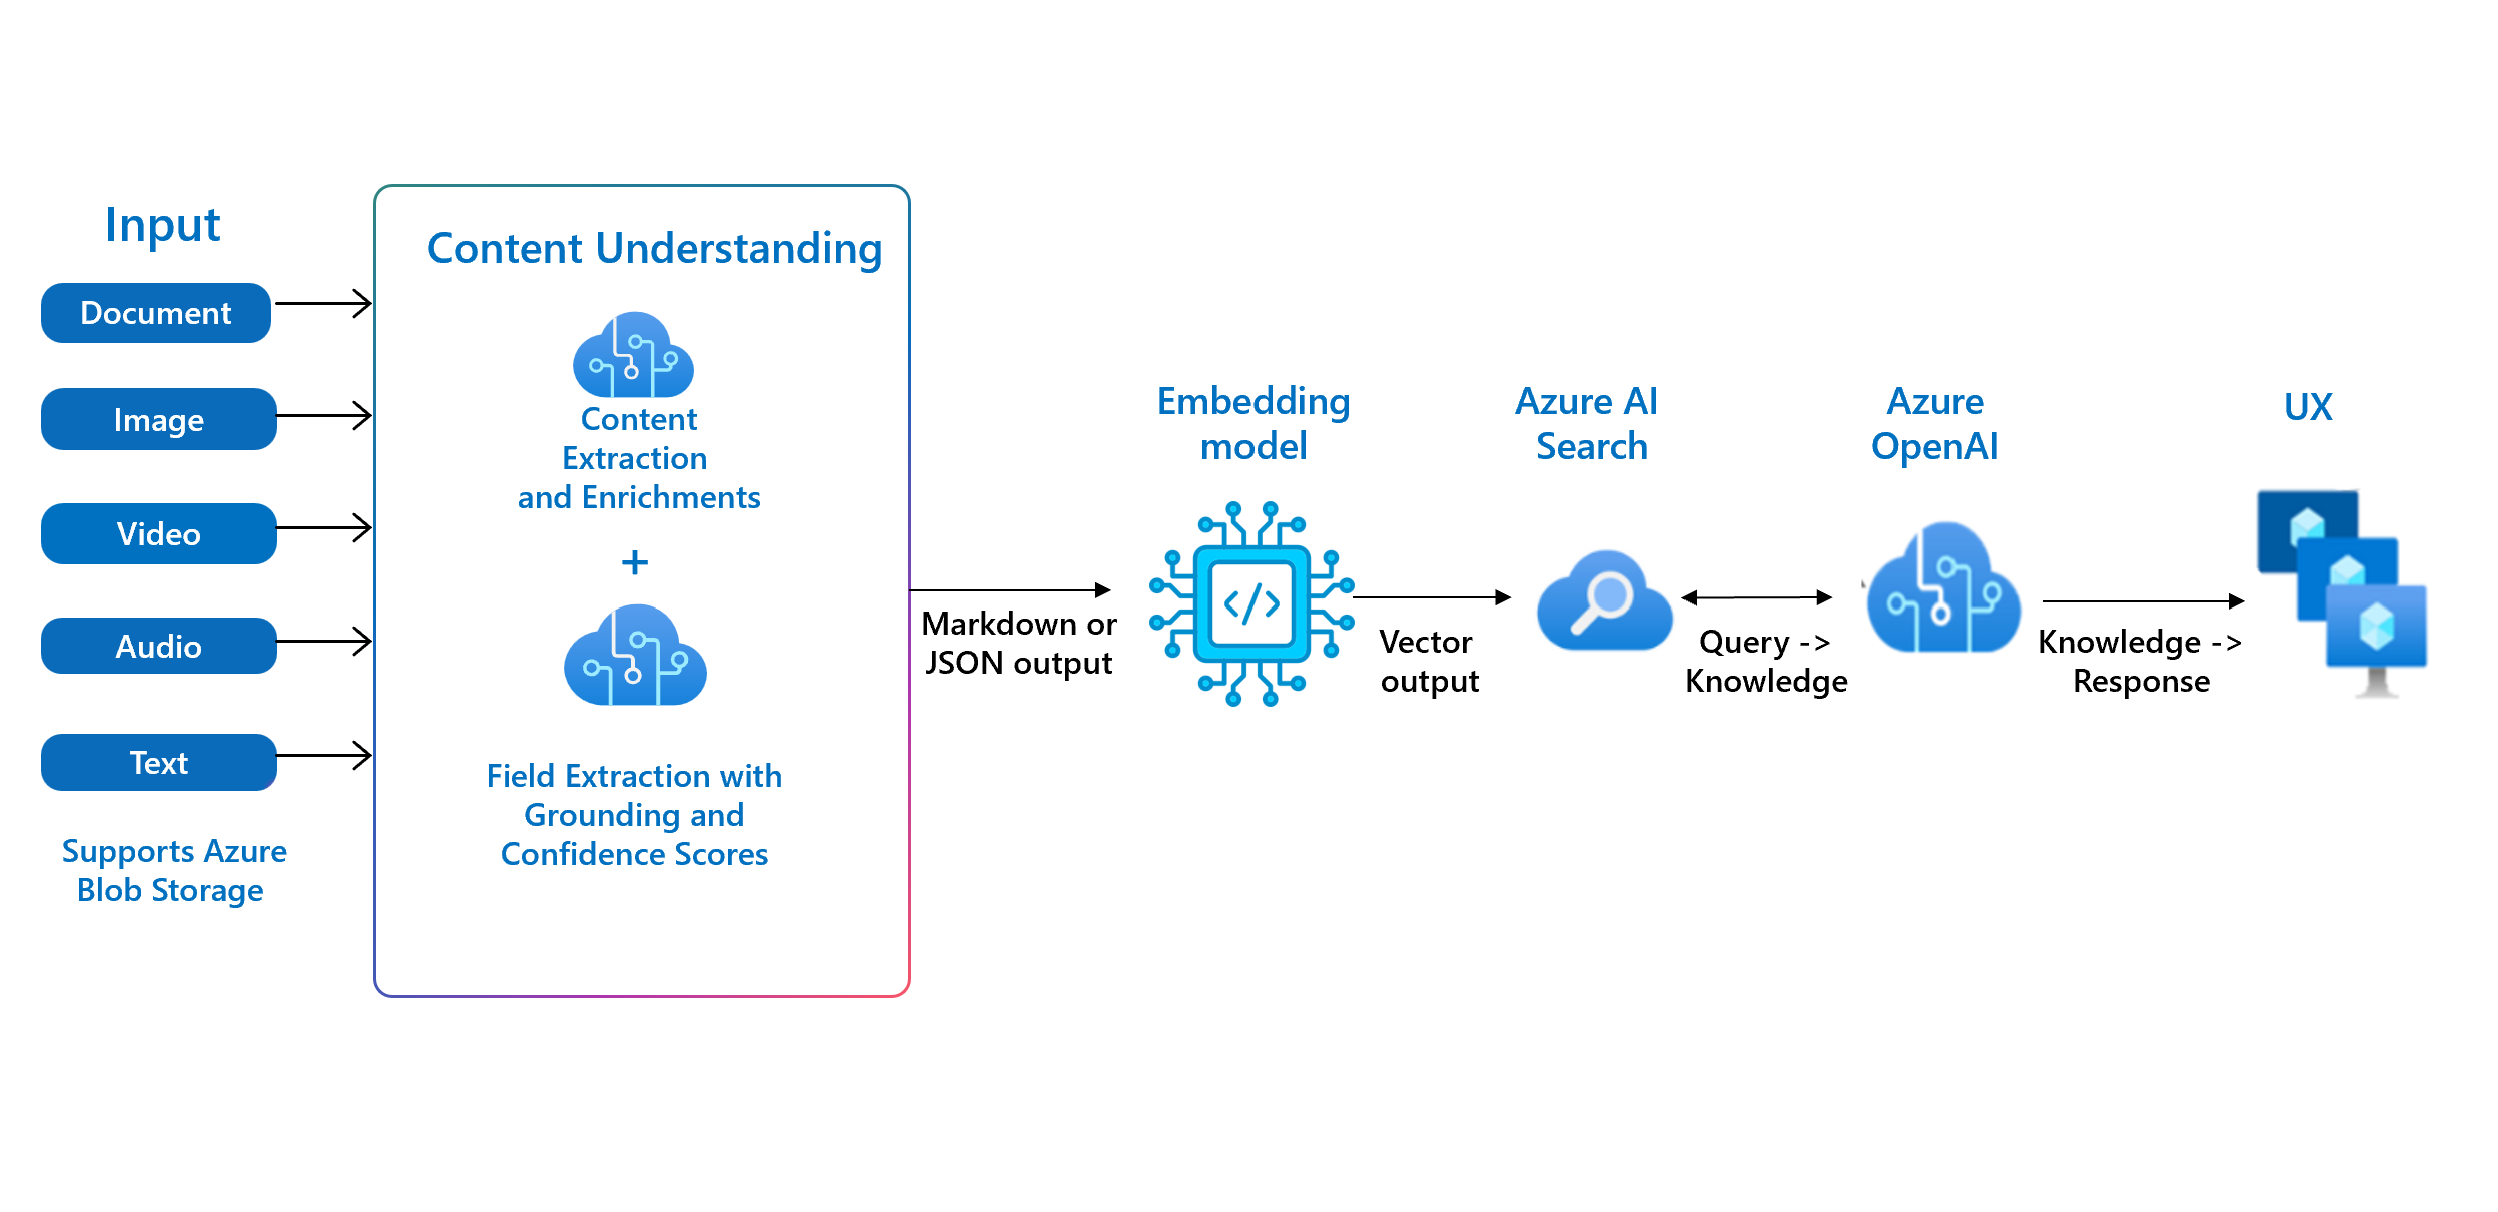 Input
Document
Image
Video
Audio
Text
Supports Azure
Blob Storage
Content Understanding
Content
Extraction
and Enrichments
+
Field Extraction with
Grounding and
Confidence Scores
Markdown or
JSON output
Embedding
model
</>
Vector
output
Azure AI
Search
Query ->
Knowledge
Azure
OpenAI
Knowledge ->
Response
UX